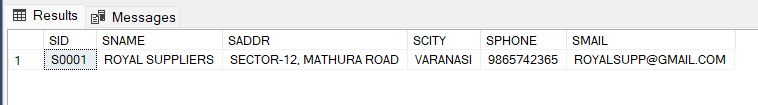 Results Messages
SID SNAME SADDR SCITY SPHONE SMAIL
1 S0001 ROYAL SUPPLIERS SECTOR-12, MATHURA ROAD VARANASI 9865742365 ROYALSUPP@GMAIL.COM